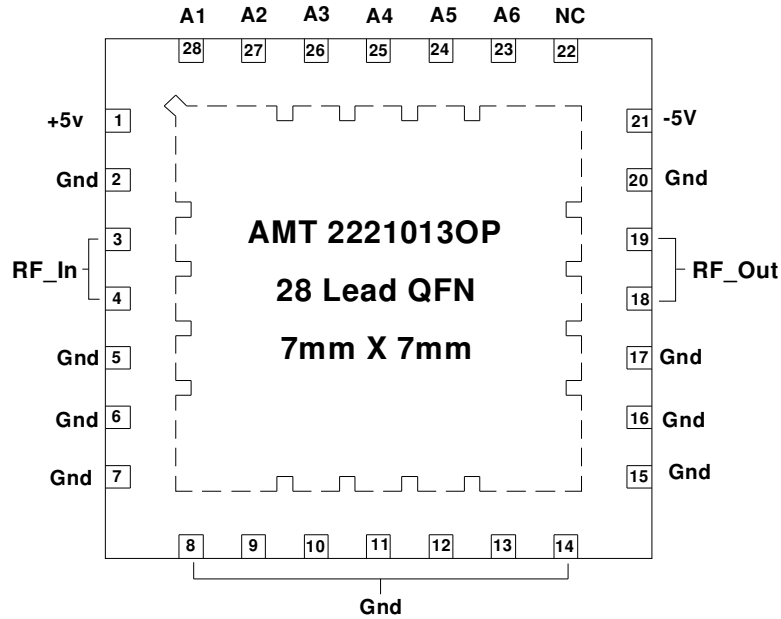 A1 A2 A3 A4 A5 A6 NC
28 27 26 25 24 23 22
+5v 1 21 -5V
Gnd 2 20 Gnd
3 19
RF_In RF_Out
4 18
AMT 2221013OP
28 Lead QFN
7mm X 7mm
Gnd 5 17 Gnd
Gnd 6 16 Gnd
Gnd 7 15 Gnd
8 9 10 11 12 13 14
Gnd